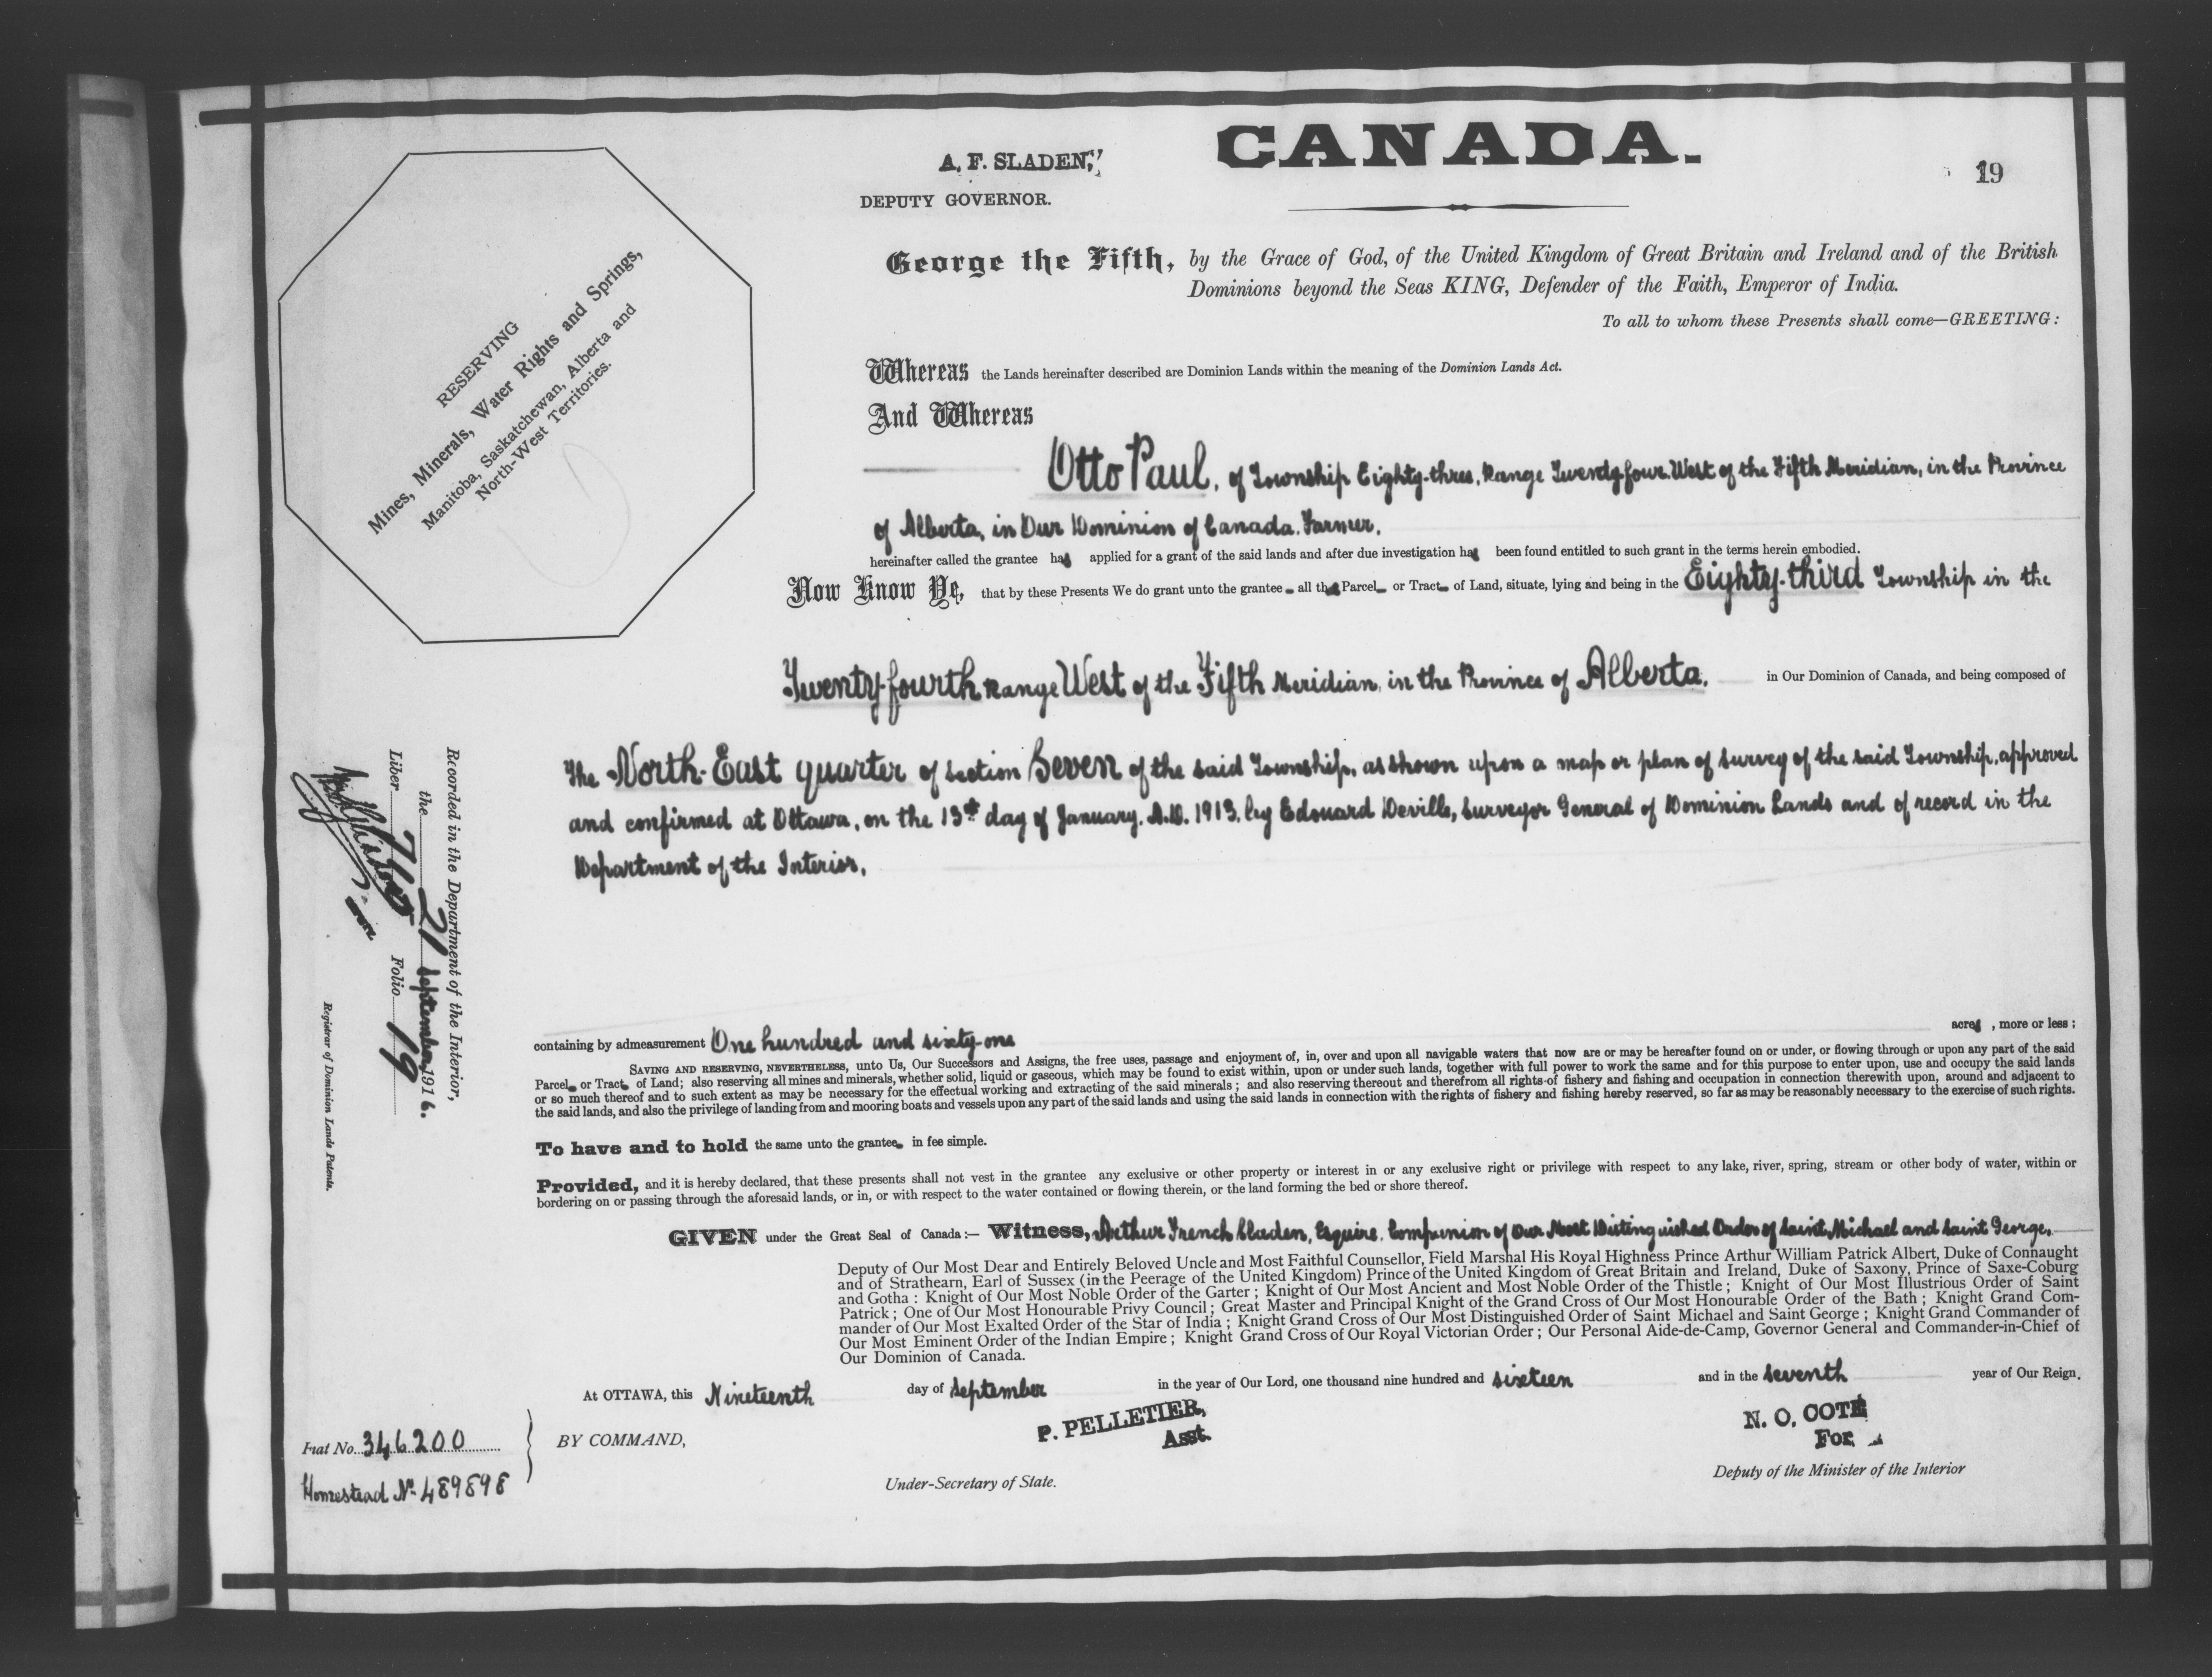 CANADA.
A. F. SLADEN,
DEPUTY GOVERNOR.
19
George the Fifth, by the Grace of God, of the United Kingdom of Great Britain and Ireland and of the British
Dominions beyond the Seas KING, Defender of the Faith, Emperor of India.
To all to whom these Presents shall come—GREETING:
RESERVING
Mines, Minerals, Water Rights and Springs,
Manitoba, Saskatchewan, Alberta and
North-West Territories.
Whereas the Lands hereinafter described are Dominion Lands within the meaning of the Dominion Lands Act.
And Whereas
Otto Paul, of Township Eighty-three, Range Twenty-four West of the Fifth Meridian, in the Province
of Alberta, in Our Dominion of Canada. Farmer,
hereinafter called the grantee has applied for a grant of the said lands and after due investigation has been found entitled to such grant in the terms herein embodied.
Now Know Ye, that by these Presents We do grant unto the grantee all that Parcel or Tract of Land, situate, lying and being in the Eighty-third Township in the
Twenty-fourth Range West of the Fifth Meridian, in the Province of Alberta. in Our Dominion of Canada, and being composed of
The North-East quarter of section Seven of the said Township, as shown upon a map or plan of survey of the said Township, approved
and confirmed at Ottawa, on the 13th day of January, A.D. 1913, by Edouard Deville, Surveyor General of Dominion Lands and of record in the
Department of the Interior,
containing by admeasurement One hundred and sixty-one acres, more or less;
SAVING AND RESERVING, NEVERTHELESS, unto Us, Our Successors and Assigns, the free uses, passage and enjoyment of, in, over and upon all navigable waters that now are or may be hereafter found on or under, or flowing through or upon any part of the said
Parcel or Tract of Land; also reserving all mines and minerals, whether solid, liquid or gaseous, which may be found to exist within, upon or under such lands, together with full power to work the same and for this purpose to enter upon, use and occupy the said lands
or so much thereof and to such extent as may be necessary for the effectual working and extracting of the said minerals; and also reserving thereout and therefrom all rights of fishery and fishing and occupation in connection therewith upon, around and adjacent to
the said lands, and also the privilege of landing from and mooring boats and vessels upon any part of the said lands and using the said lands in connection with the rights of fishery and fishing hereby reserved, so far as may be reasonably necessary to the exercise of such rights.
To have and to hold the same unto the grantee in fee simple.
Provided, and it is hereby declared, that these presents shall not vest in the grantee any exclusive or other property or interest in or any exclusive right or privilege with respect to any lake, river, spring, stream or other body of water, within or
bordering on or passing through the aforesaid lands, or in, or with respect to the water contained or flowing therein, or the land forming the bed or shore thereof.
GIVEN under the Great Seal of Canada:— Witness, Arthur French Sladen, Esquire, Companion of Our Most Distinguished Order of Saint Michael and Saint George,
Deputy of Our Most Dear and Entirely Beloved Uncle and Most Faithful Counsellor, Field Marshal His Royal Highness Prince Arthur William Patrick Albert, Duke of Connaught
and of Strathearn, Earl of Sussex (in the Peerage of the United Kingdom) Prince of the United Kingdom of Great Britain and Ireland, Duke of Saxony, Prince of Saxe-Coburg
and Gotha: Knight of Our Most Noble Order of the Garter; Knight of Our Most Ancient and Most Noble Order of the Thistle; Knight of Our Most Illustrious Order of Saint
Patrick; One of Our Most Honourable Privy Council; Great Master and Principal Knight of the Grand Cross of Our Most Honourable Order of the Bath; Knight Grand Com-
mander of Our Most Exalted Order of the Star of India; Knight Grand Cross of Our Most Distinguished Order of Saint Michael and Saint George; Knight Grand Commander of
Our Most Eminent Order of the Indian Empire; Knight Grand Cross of Our Royal Victorian Order; Our Personal Aide-de-Camp, Governor General and Commander-in-Chief of
Our Dominion of Canada.
At OTTAWA, this Nineteenth day of September in the year of Our Lord, one thousand nine hundred and sixteen and in the seventh year of Our Reign.
BY COMMAND,
P. PELLETIER,
Asst.
Under-Secretary of State.
N. O. COTÉ
For
Deputy of the Minister of the Interior
Fiat No. 346200
Homestead No. 489898
Recorded in the Department of the Interior,
the 21 September 1916.
Liber Folio 19
Registrar of Dominion Lands Patents.